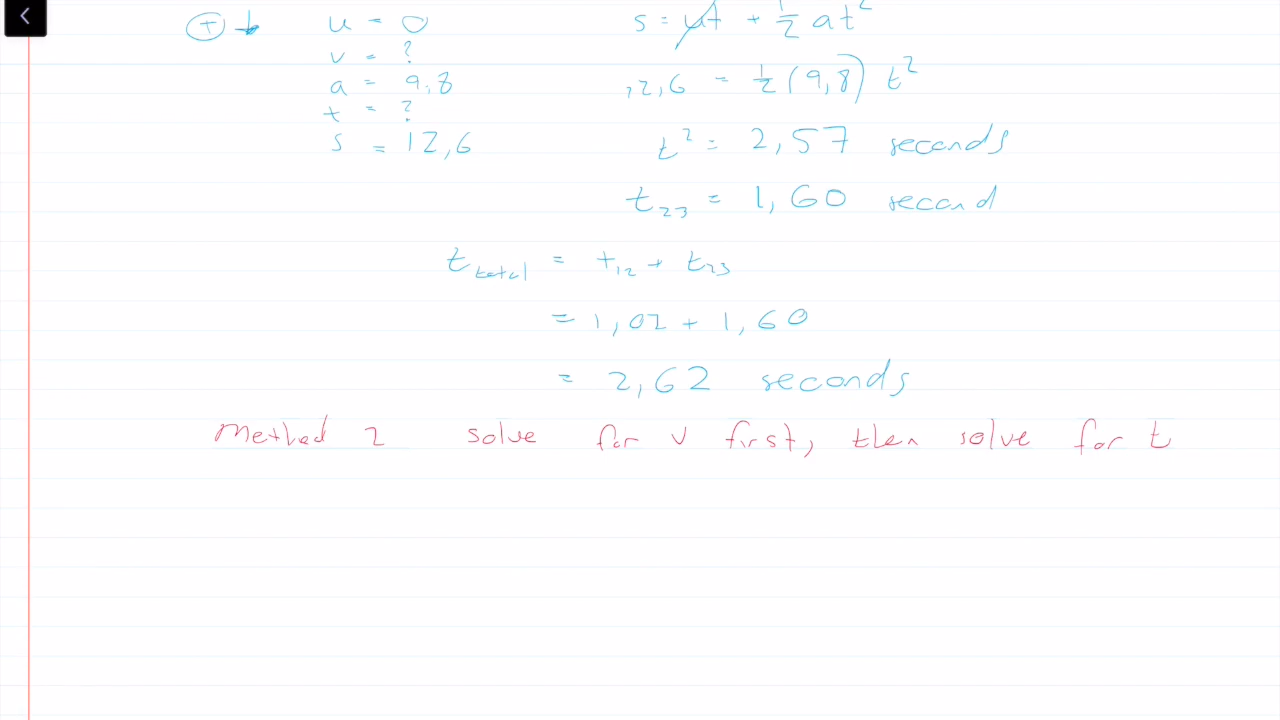 (+) ↓ u = 0 s = ut + 1/2 at²
v = ?
a = 9,8 12,6 = 1/2 (9,8) t²
t = ?
s = 12,6 t² = 2,57 seconds
t₂₃ = 1,60 second
t total = t₁₂ + t₂₃
= 1,02 + 1,60
= 2,62 seconds
Method 2 solve for v first, then solve for t